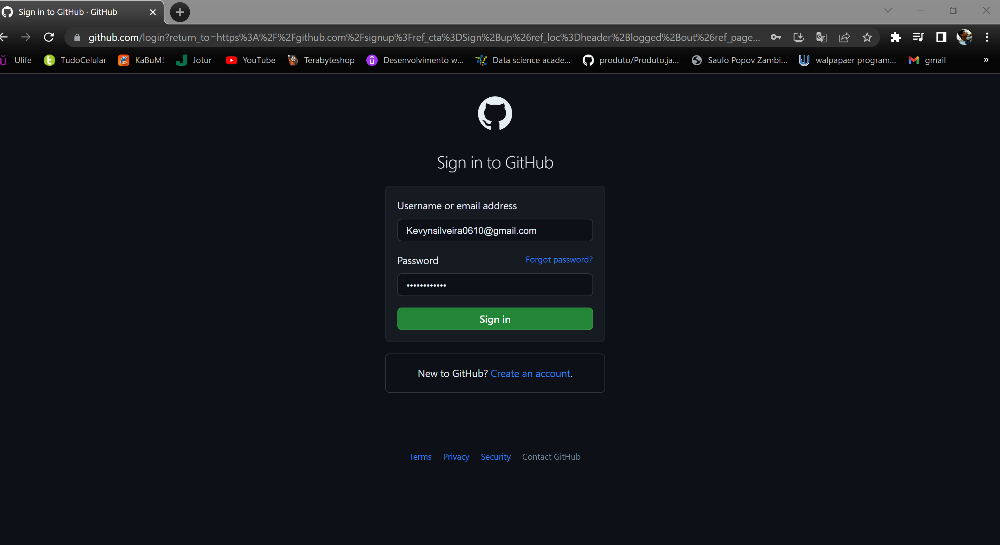 Sign in to GitHub · GitHub
github.com/login?return_to=https%3A%2F%2Fgithub.com%2Fsignup%3Fref_cta%3DSign%2Bup%26ref_loc%3Dheader%2Blogged%2Bout%26ref_page...
Ulife TudoCelular KaBuM! Jotur YouTube Terabyteshop Desenvolvimento w... Data science acade... produto/Produto.ja... Saulo Popov Zambi... walpapaer program... gmail »
Sign in to GitHub
Username or email address
Kevynsilveira0610@gmail.com
Password Forgot password?
••••••••••••
Sign in
New to GitHub? Create an account.
Terms Privacy Security Contact GitHub